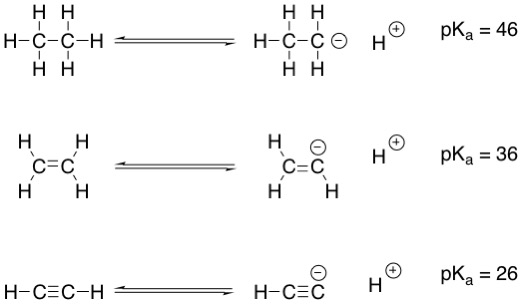 H H H H
H–C–C–H H–C–C⊖ H⊕ pKₐ = 46
H H H H
H H H ⊖
C=C C=C H⊕ pKₐ = 36
H H H H
H–C≡C–H H–C≡C⊖ H⊕ pKₐ = 26